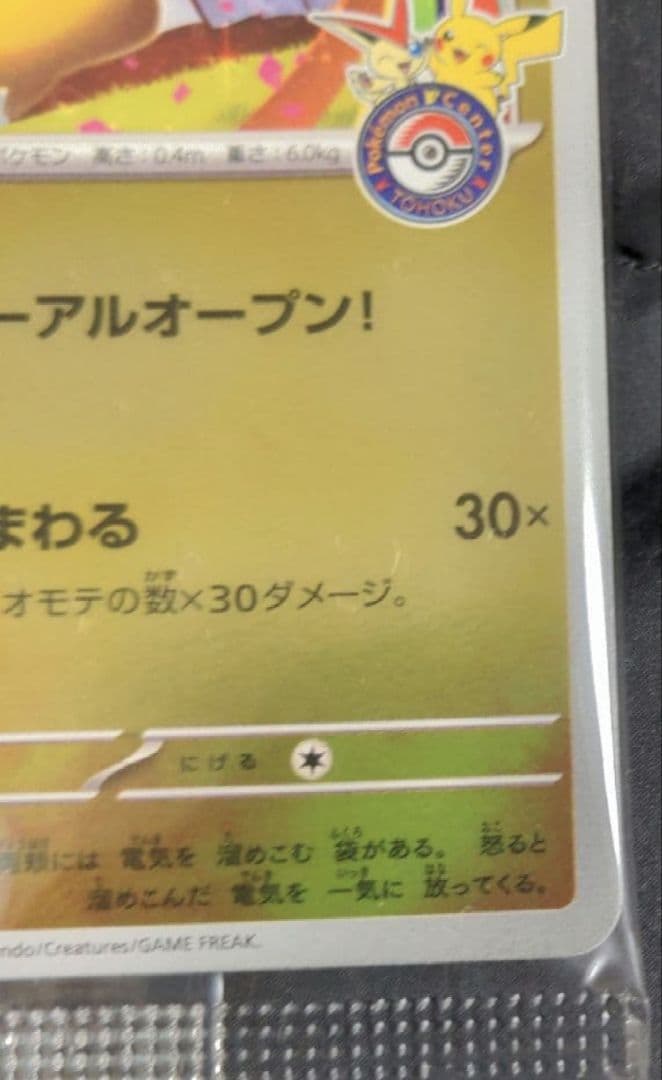 ポケモン 高さ:0.4m 重さ:6.0kg
Pokémon Center
TOHOKU
ーアルオープン!
まわる 30×
オモテの数×30ダメージ。
にげる
両頬には 電気を 溜めこむ 袋がある。 怒ると
溜めこんだ 電気を 一気に 放ってくる。
ndo/Creatures/GAME FREAK.